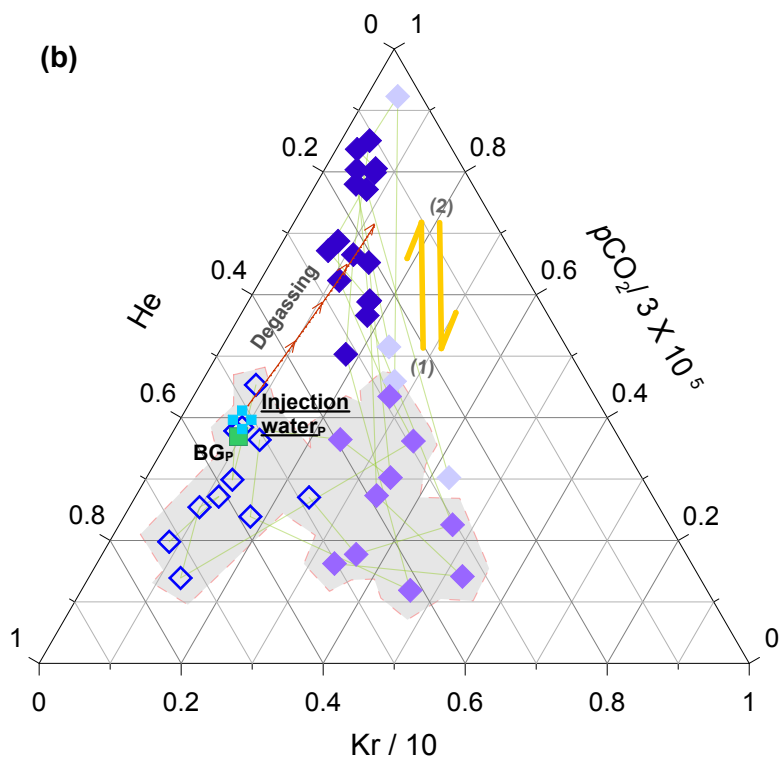 (b)
0 1
0.2 0.8
(2)
pCO2/ 3 X 10 5
0.4 0.6
He
Degassing
(1)
0.6 0.4
Injection
waterP
BGP
0.8 0.2
1 0
0 0.2 0.4 0.6 0.8 1
Kr / 10